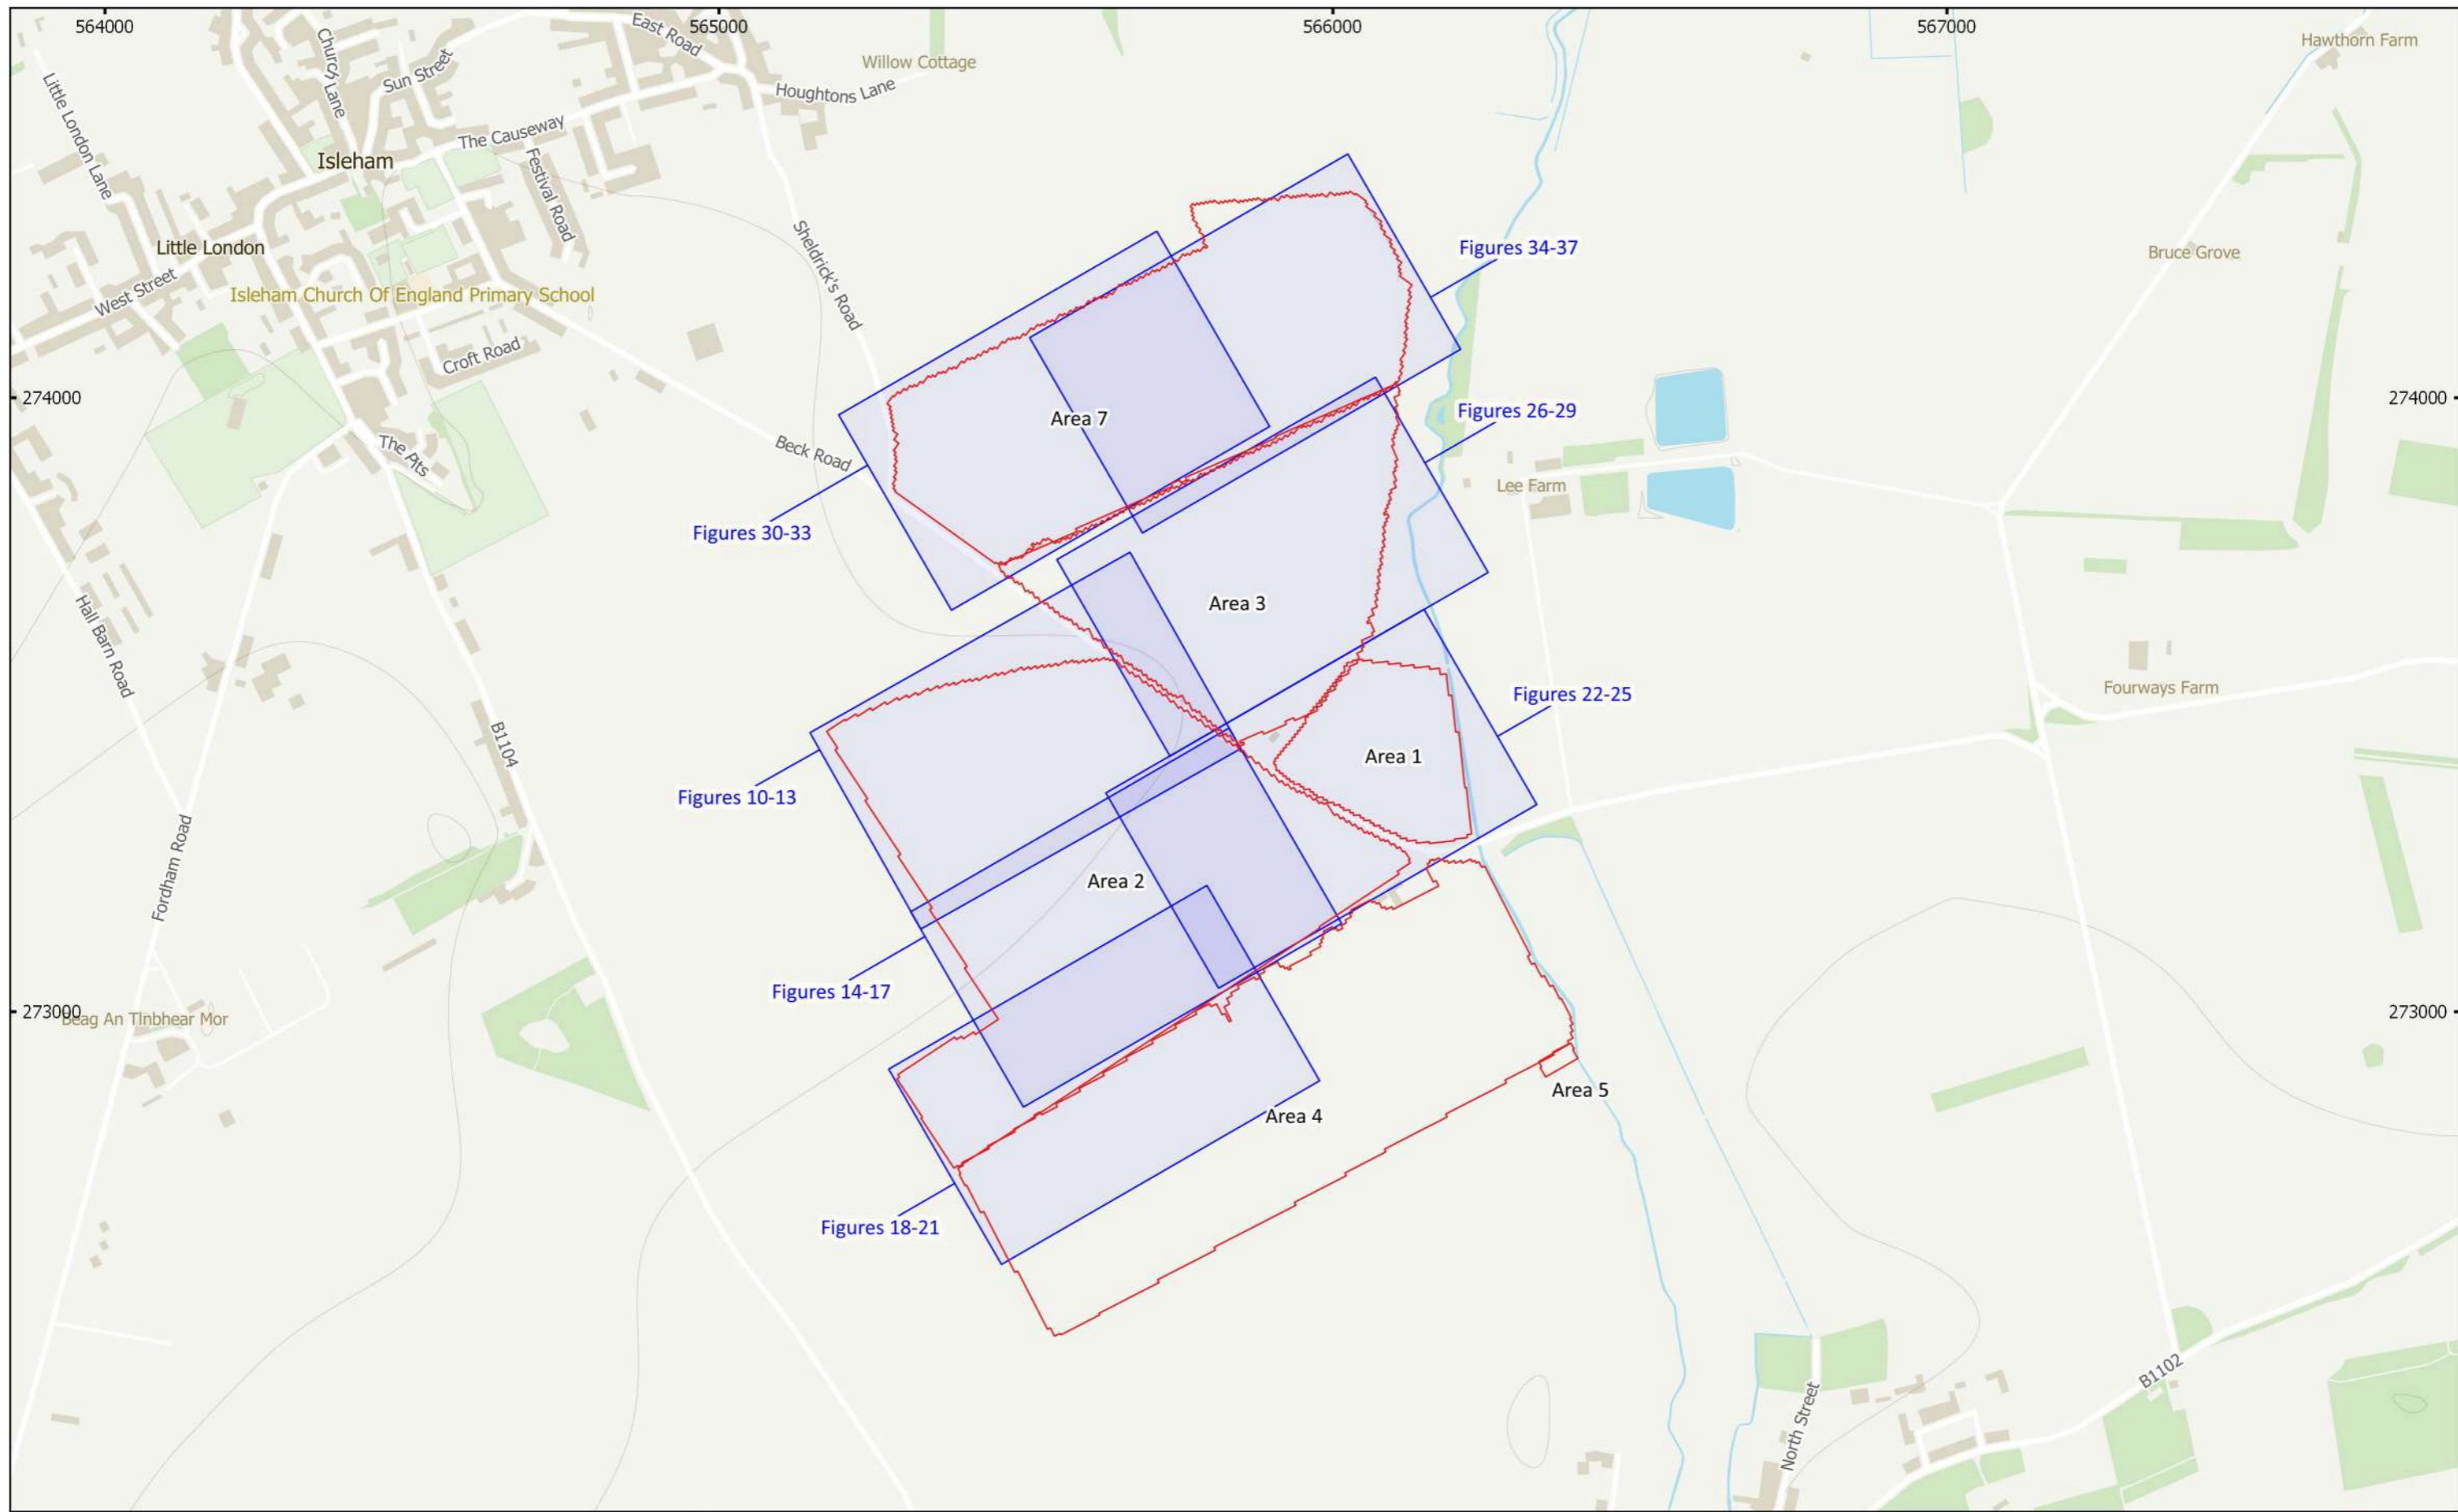 564000
565000
566000
567000
East Road
Church Lane
Sun Street
Willow Cottage
Hawthorn Farm
Little London Lane
Houghtons Lane
The Causeway
Isleham
Festival Road
Little London
Sheldrick's Road
Figures 34-37
Bruce Grove
West Street
Isleham Church Of England Primary School
Croft Road
274000
274000
Area 7
Figures 26-29
The Pits
Beck Road
Lee Farm
Figures 30-33
Area 3
Hall Barn Road
Fourways Farm
Figures 22-25
B1104
Area 1
Figures 10-13
Fordham Road
Area 2
Figures 14-17
273000
273000
Beag An TInbhear Mor
Area 5
Area 4
Figures 18-21
B1102
North Street